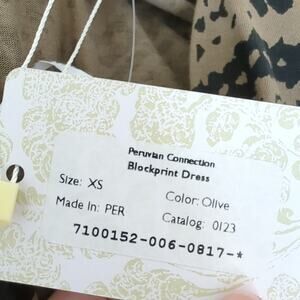 Peruvian Connection
Blockprint Dress
Size: XS
Color: Olive
Made In: PER
Catalog: 0123
7100152-006-0817-*